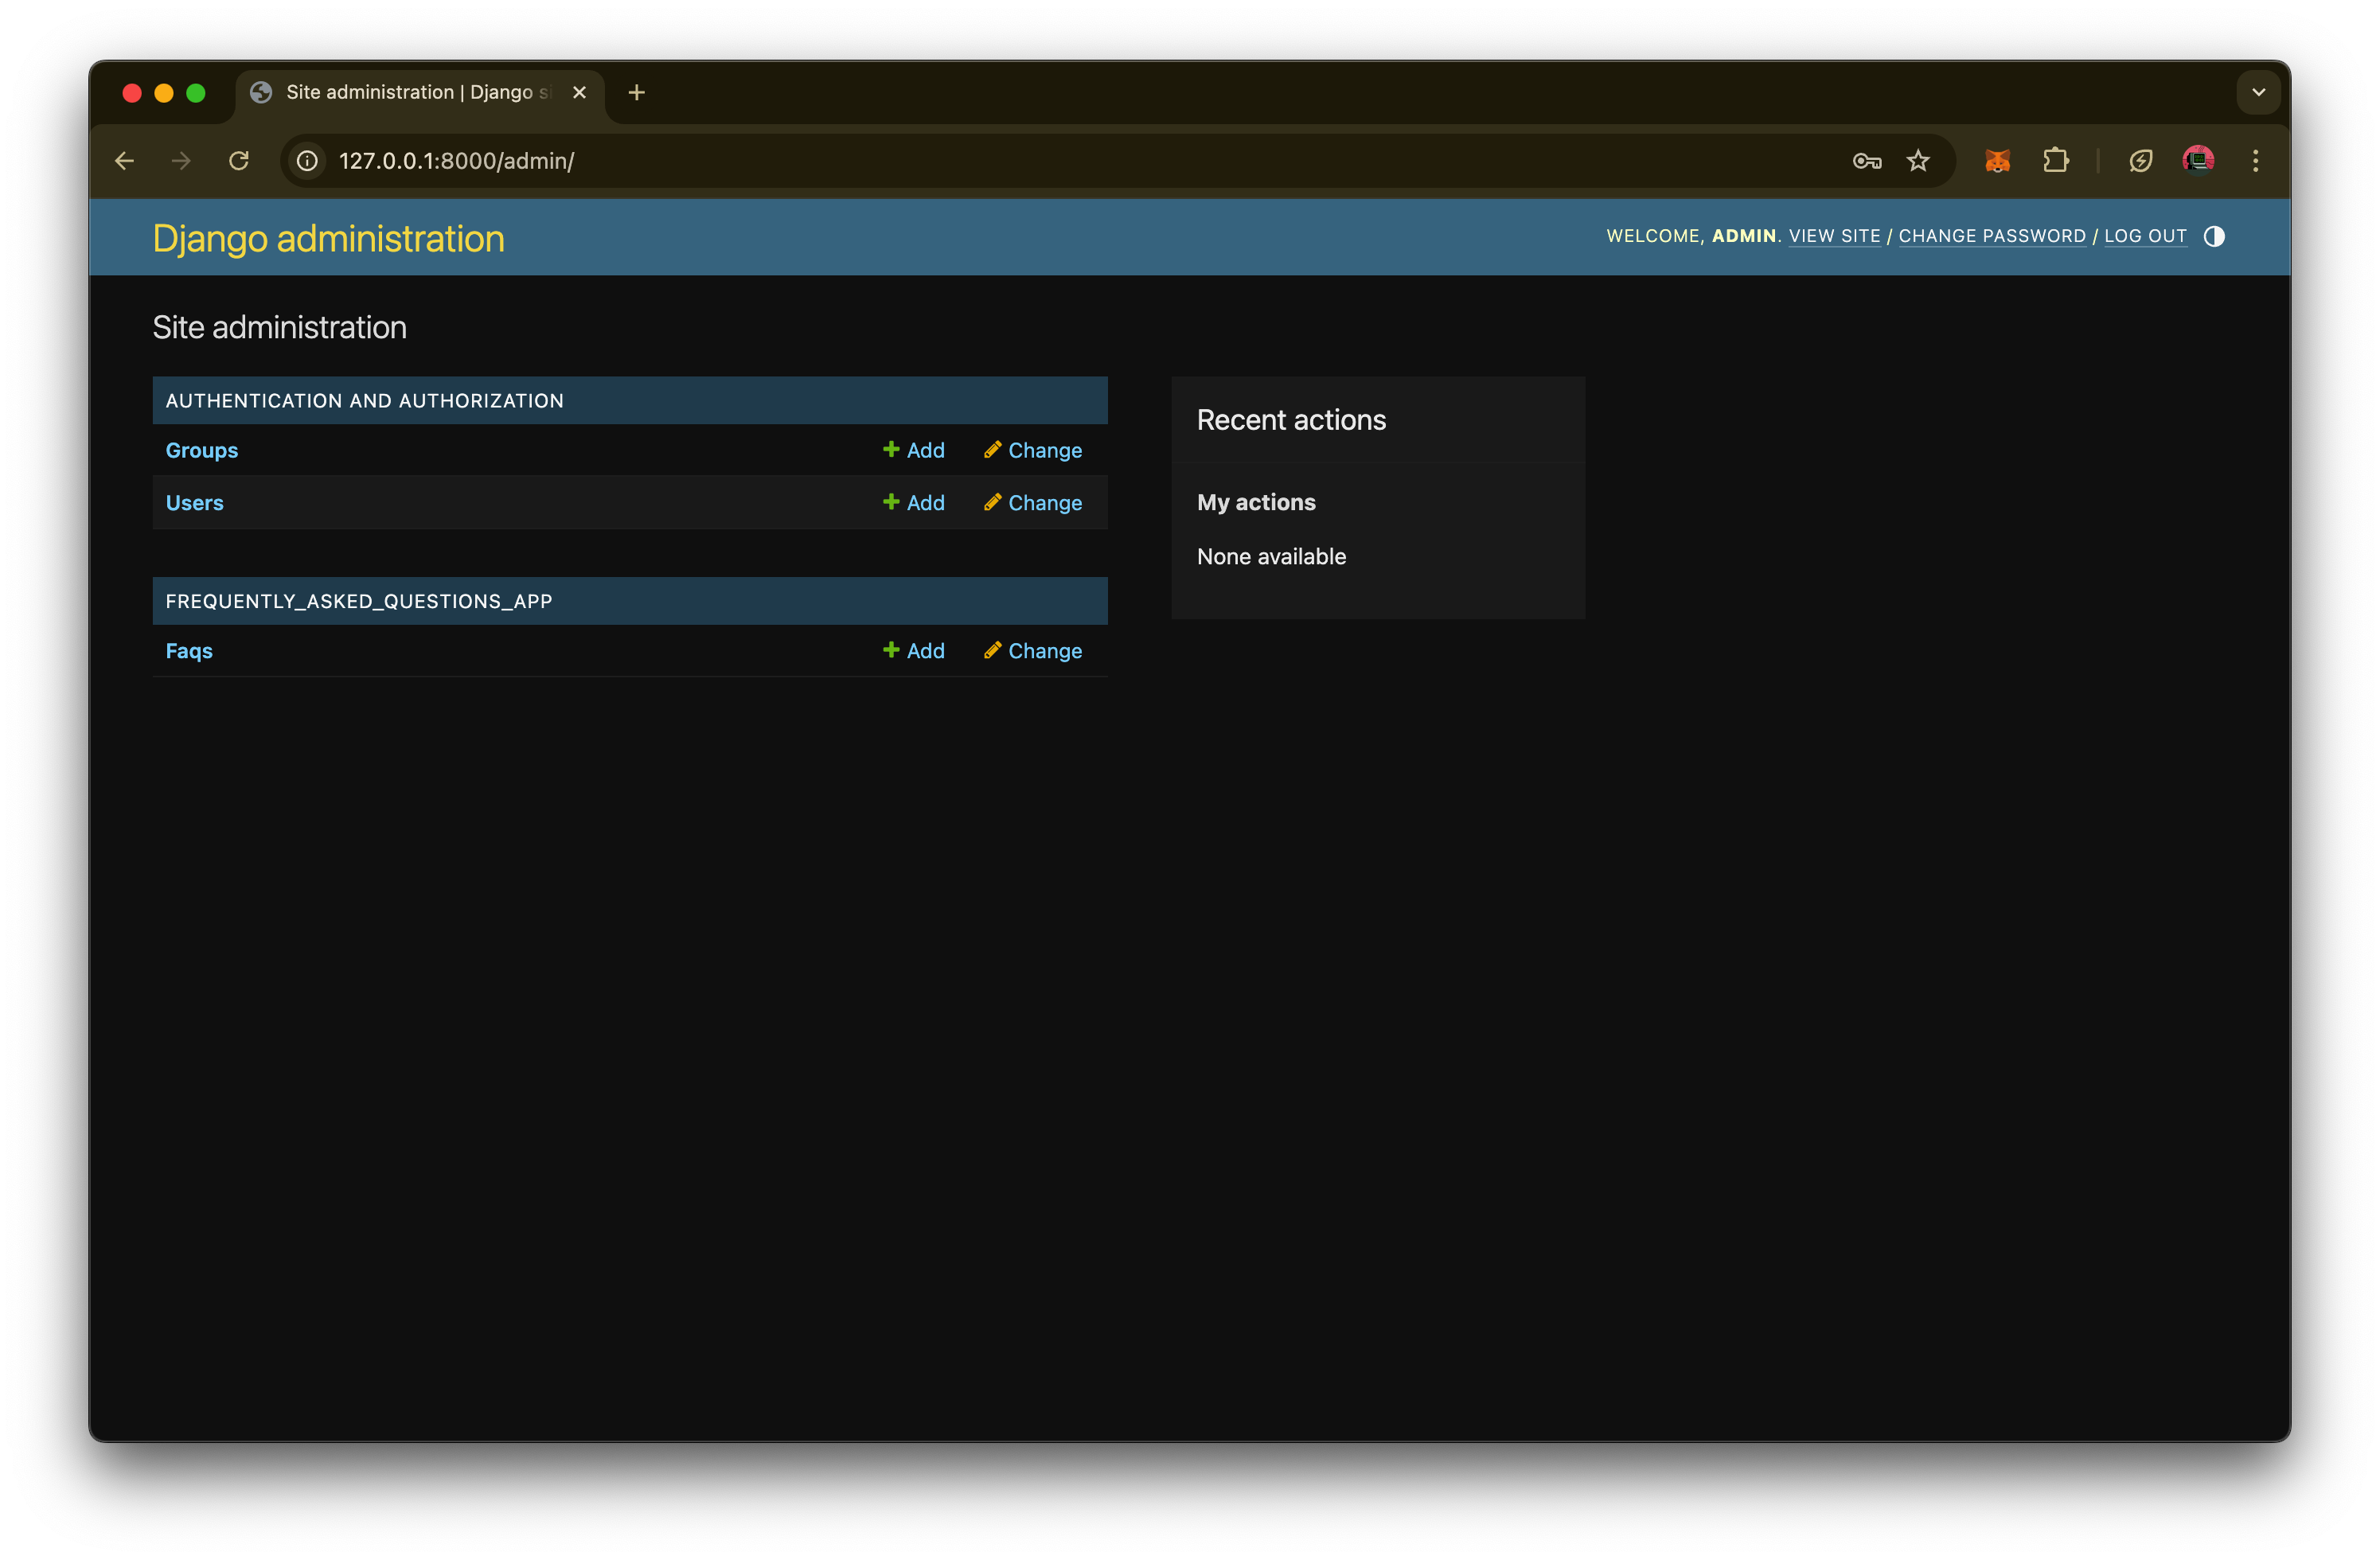 Site administration | Django s
127.0.0.1:8000/admin/
Django administration
WELCOME, ADMIN. VIEW SITE / CHANGE PASSWORD / LOG OUT
Site administration
AUTHENTICATION AND AUTHORIZATION
Groups Add Change
Users Add Change
FREQUENTLY_ASKED_QUESTIONS_APP
Faqs Add Change
Recent actions
My actions
None available